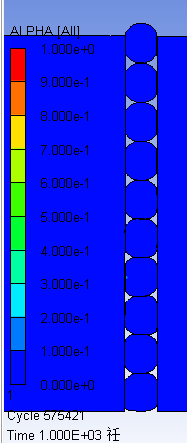 ALPHA [All]
1.000e+0
9.000e-1
8.000e-1
7.000e-1
6.000e-1
5.000e-1
4.000e-1
3.000e-1
2.000e-1
1.000e-1
0.000e+0
1
Cycle 575421
Time 1.000E+03 祍